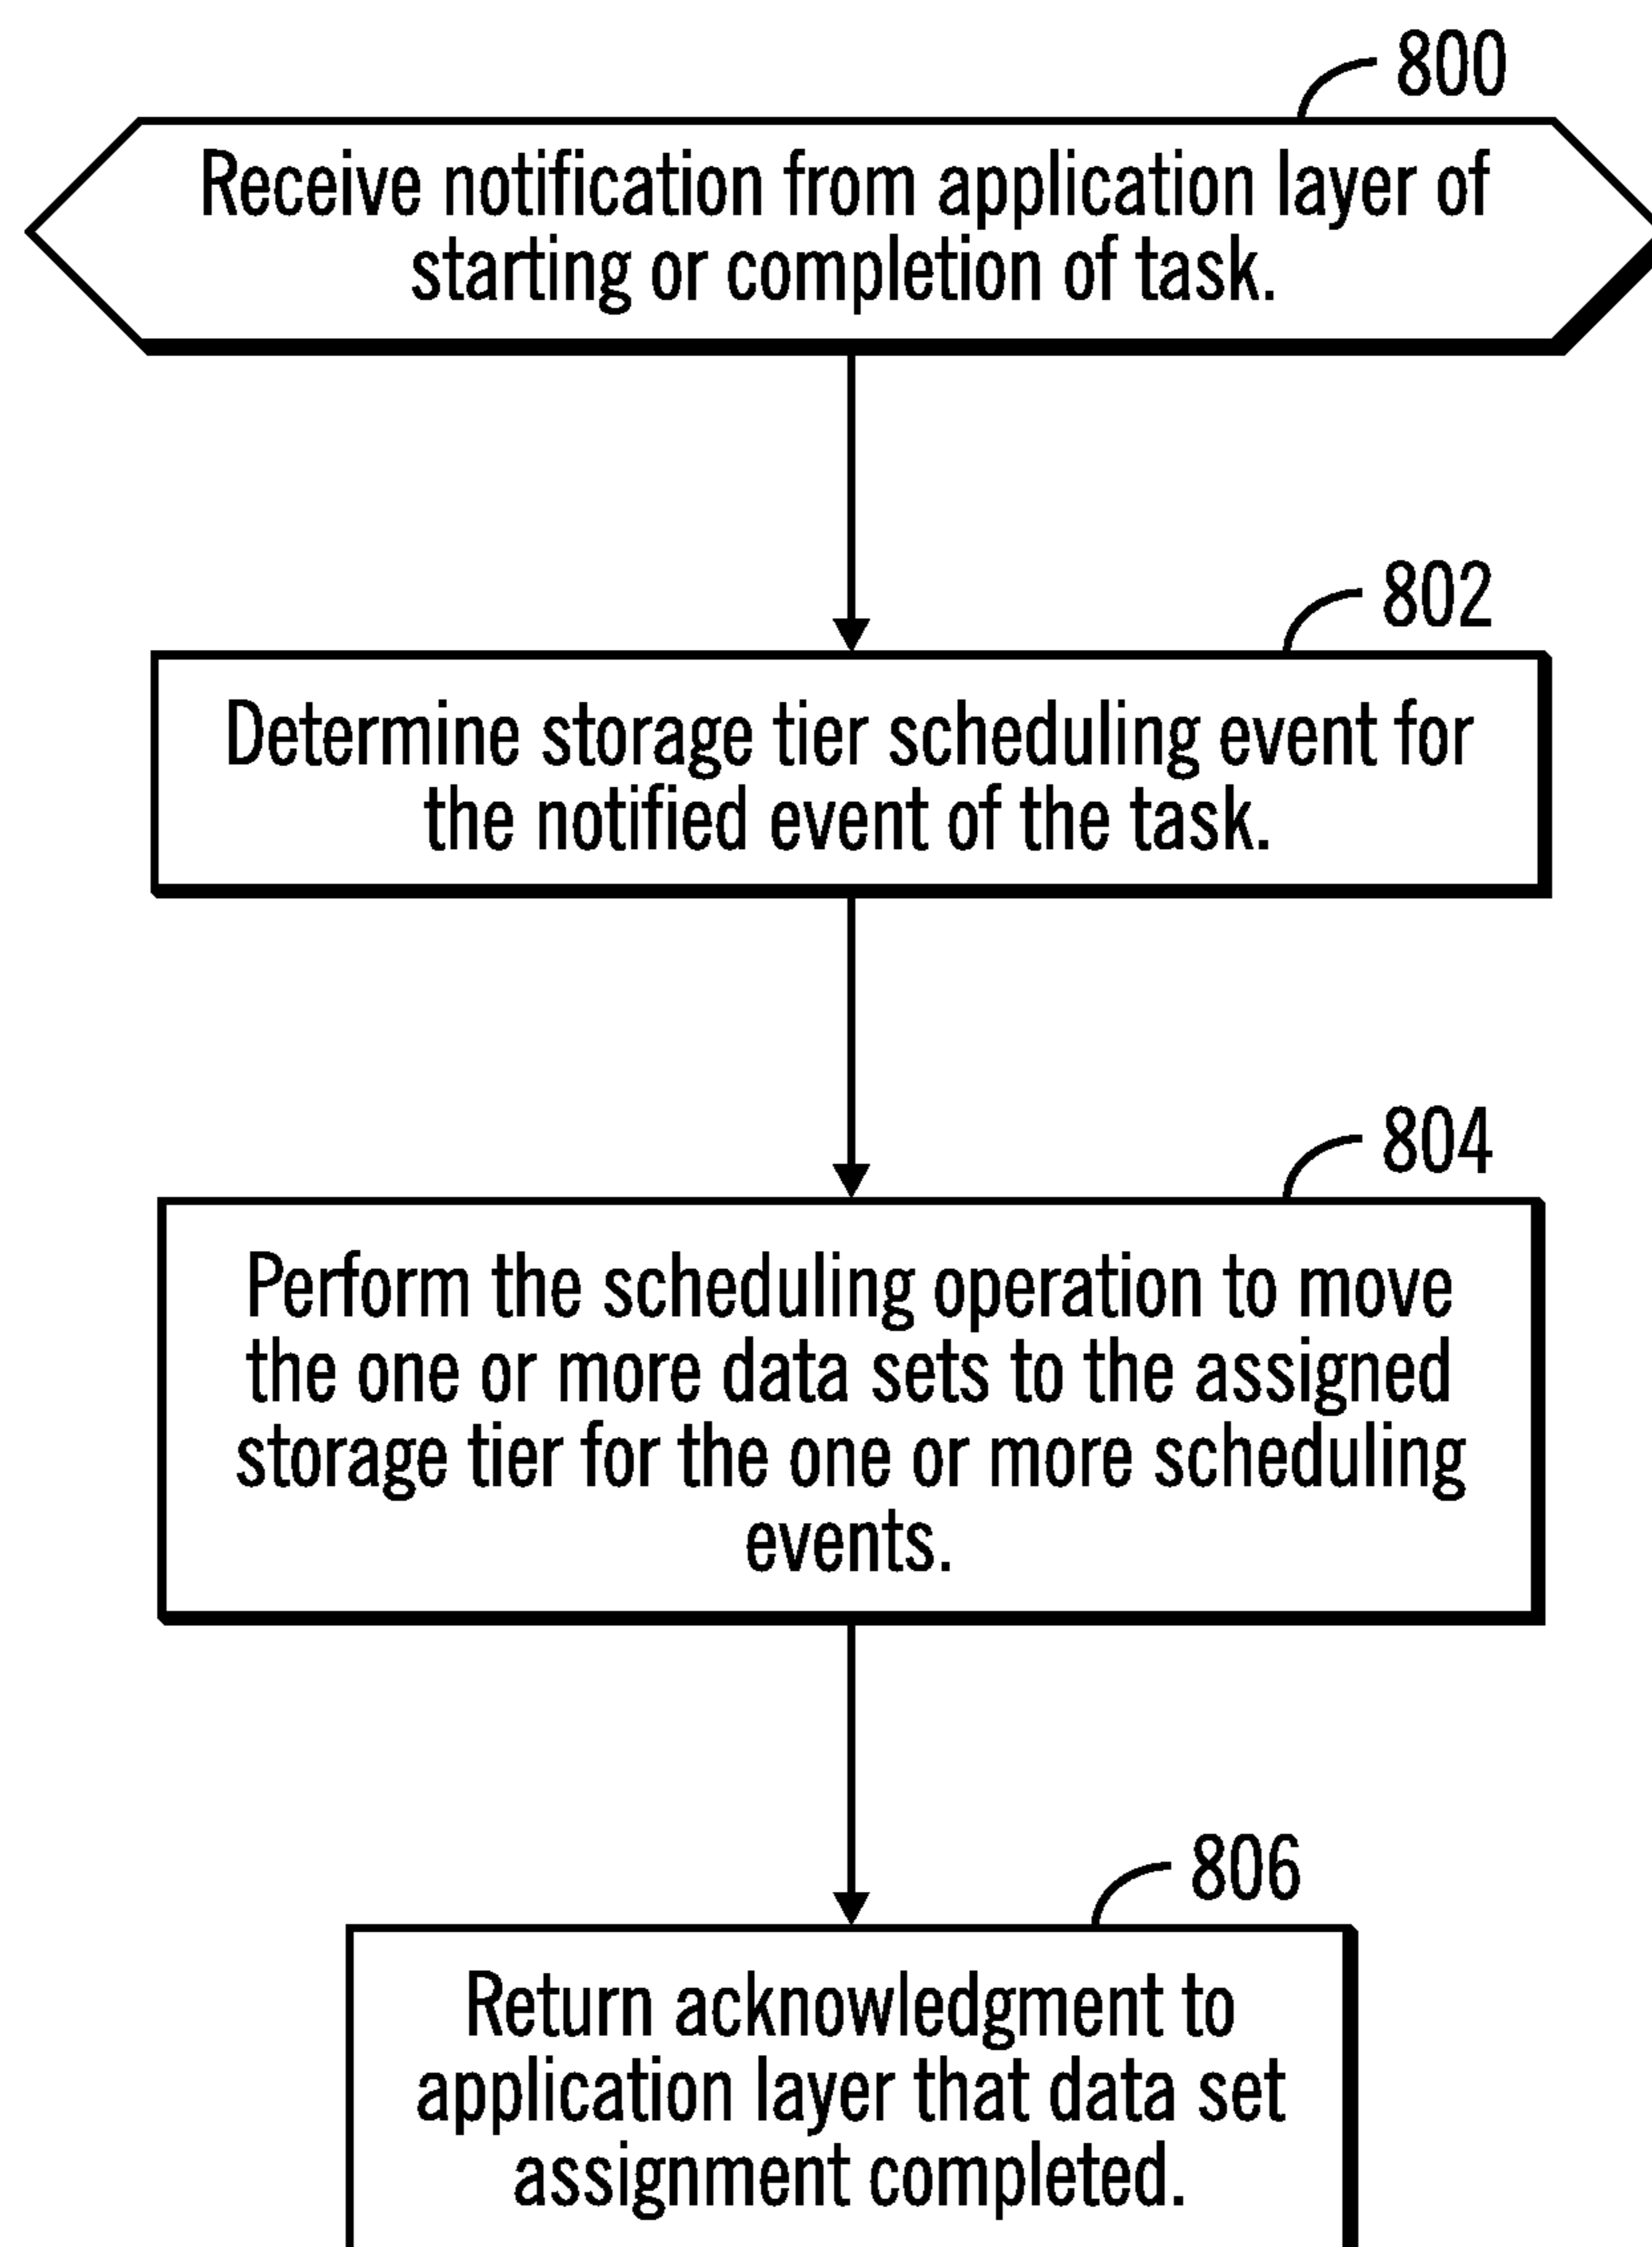 800
Receive notification from application layer of
starting or completion of task.
802
Determine storage tier scheduling event for
the notified event of the task.
804
Perform the scheduling operation to move
the one or more data sets to the assigned
storage tier for the one or more scheduling
events.
806
Return acknowledgment to
application layer that data set
assignment completed.